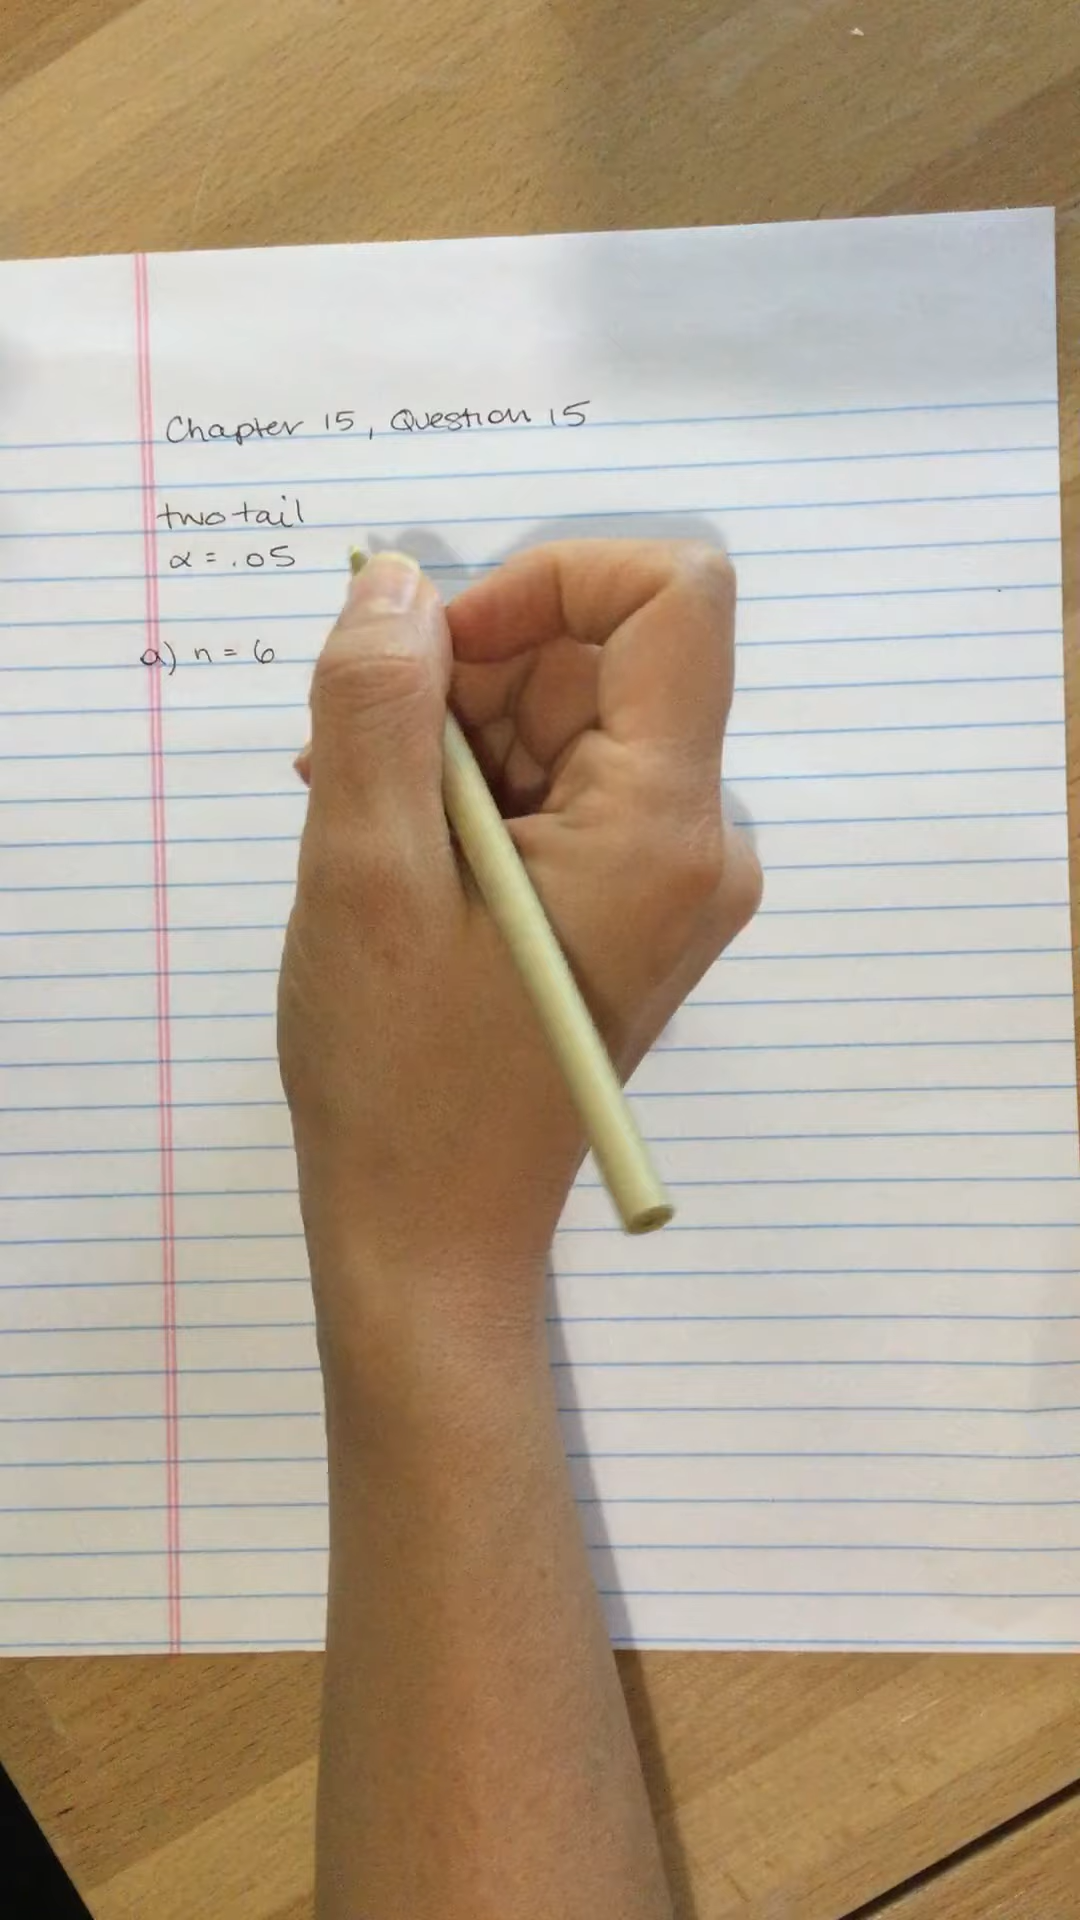 Chapter 15, Question 15
two tail
α = .05
a) n = 6